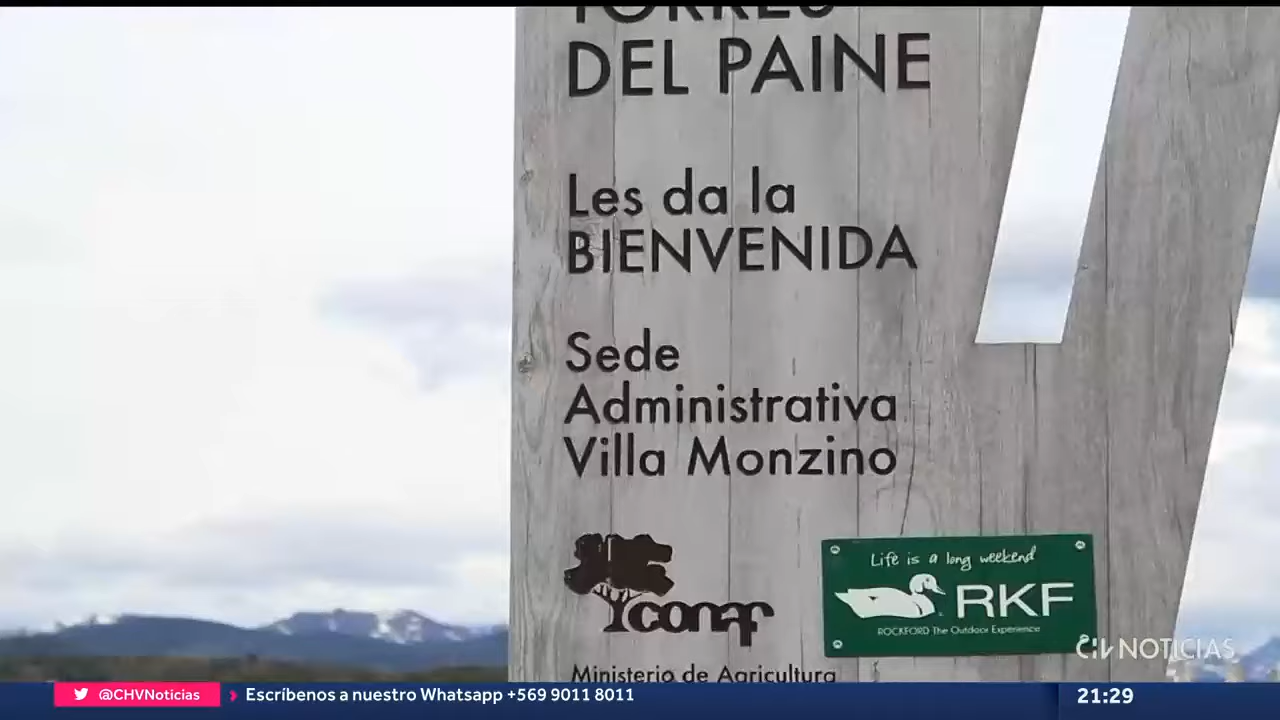 TORRES
DEL PAINE
Les da la
BIENVENIDA
Sede
Administrativa
Villa Monzino
conaf
Ministerio de Agricultura
Life is a long weekend
RKF
ROCKFORD The Outdoor Experience
CHV NOTICIAS
@CHVNoticias
Escríbenos a nuestro Whatsapp +569 9011 8011
21:29